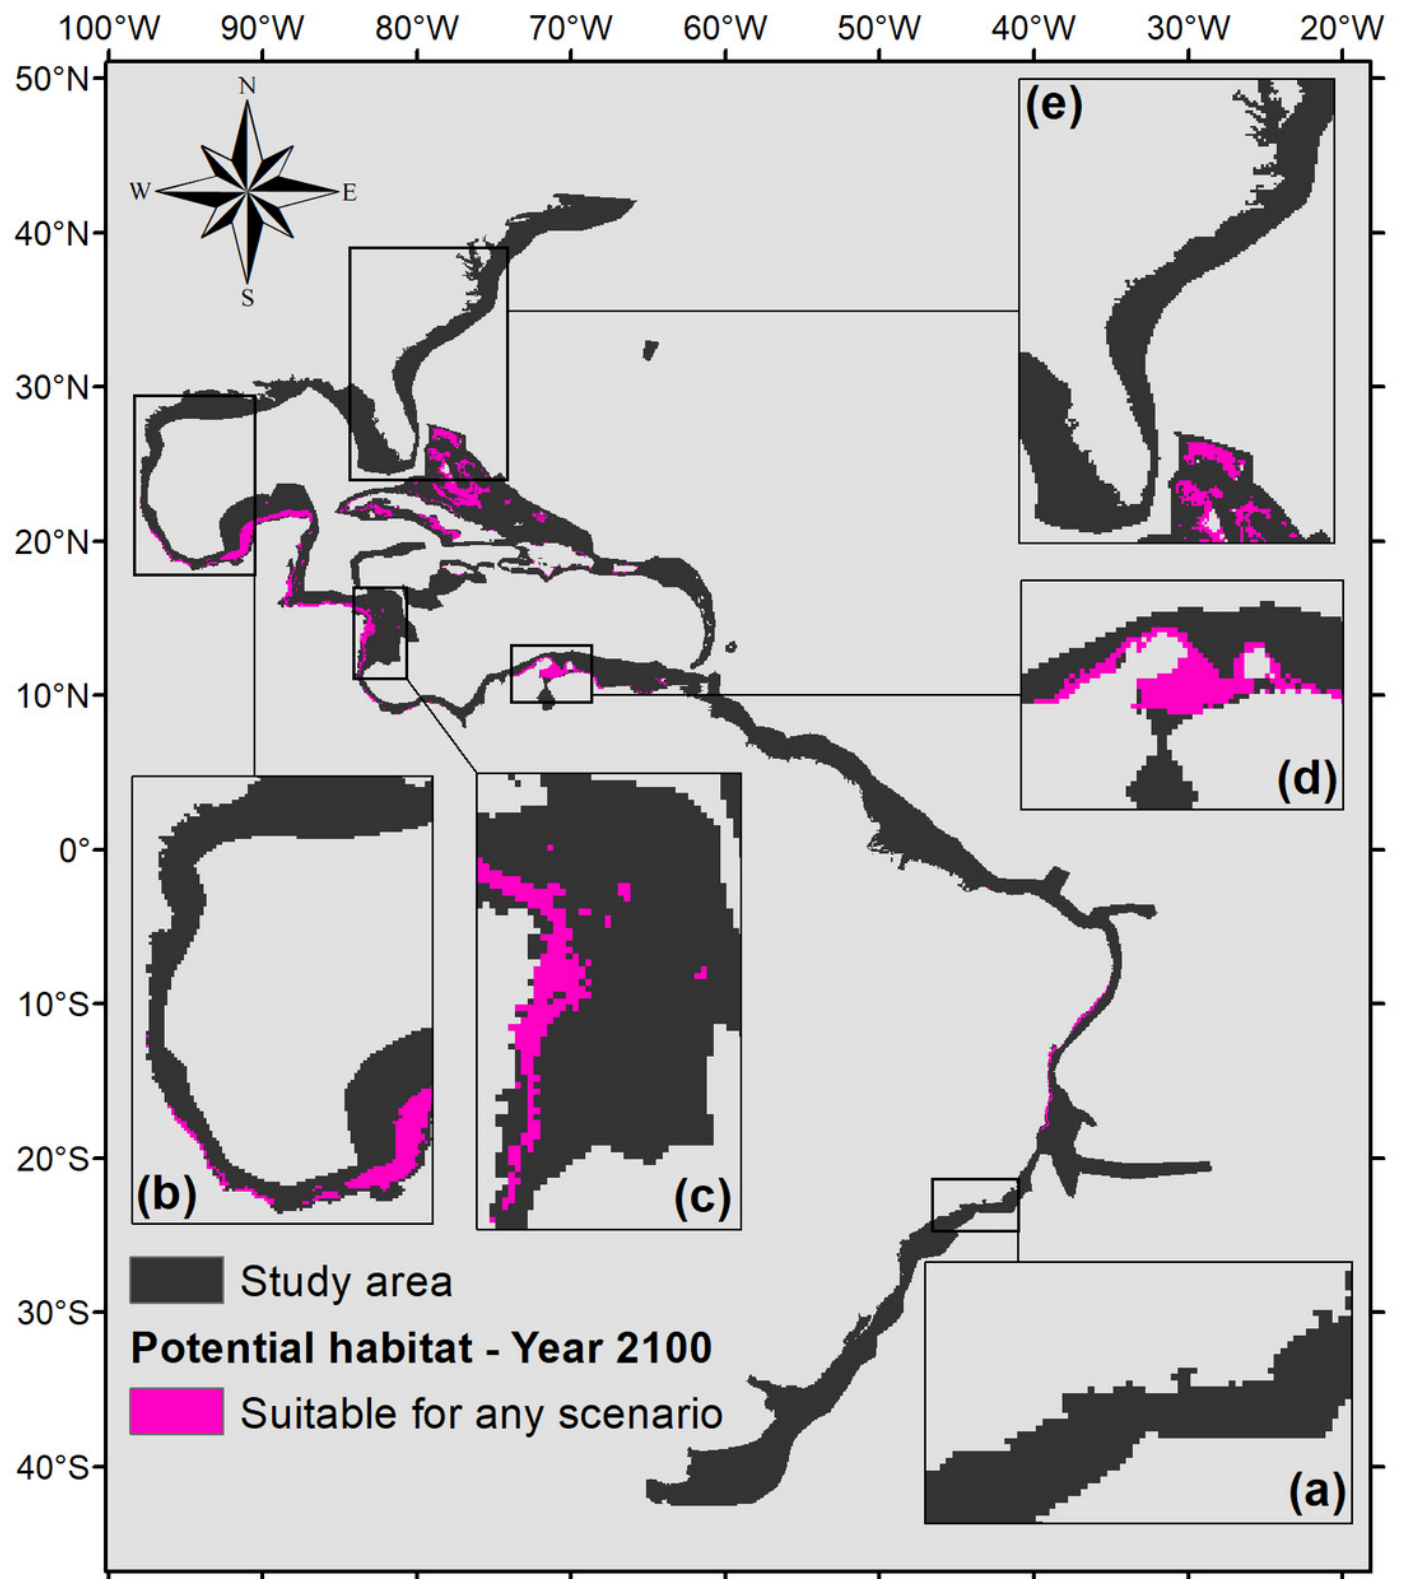 100°W 90°W 80°W 70°W 60°W 50°W 40°W 30°W 20°W
50°N
40°N
30°N
20°N
10°N
0°
10°S
20°S
30°S
40°S
N
W E
S
(e)
(d)
(b)
(c)
(a)
Study area
Potential habitat - Year 2100
Suitable for any scenario